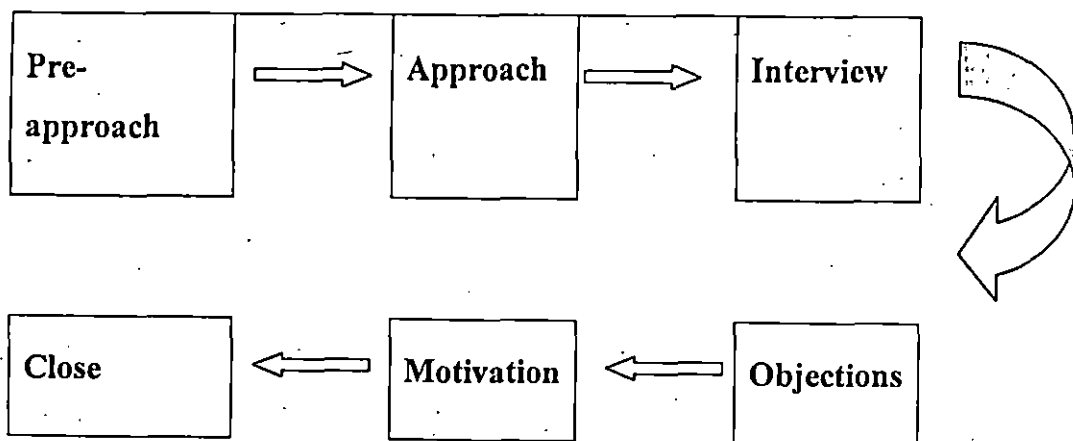 Pre-
approach
Approach
Interview
Objections
Motivation
Close